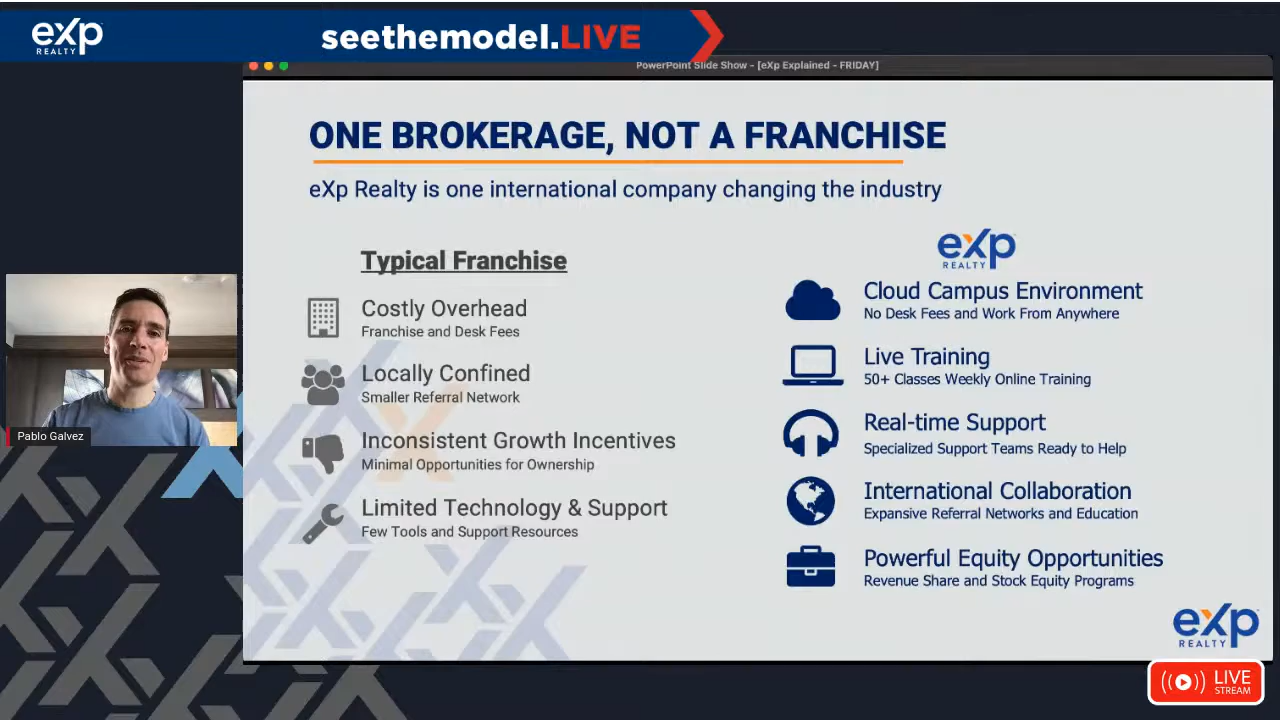 eXp
REALTY
seethemodel.LIVE
PowerPoint Slide Show - [eXp Explained - FRIDAY]
ONE BROKERAGE, NOT A FRANCHISE
eXp Realty is one international company changing the industry
Typical Franchise
Costly Overhead
Franchise and Desk Fees
Locally Confined
Smaller Referral Network
Inconsistent Growth Incentives
Minimal Opportunities for Ownership
Limited Technology & Support
Few Tools and Support Resources
eXp
REALTY
Cloud Campus Environment
No Desk Fees and Work From Anywhere
Live Training
50+ Classes Weekly Online Training
Real-time Support
Specialized Support Teams Ready to Help
International Collaboration
Expansive Referral Networks and Education
Powerful Equity Opportunities
Revenue Share and Stock Equity Programs
Pablo Galvez
eXp
REALTY
LIVE
STREAM